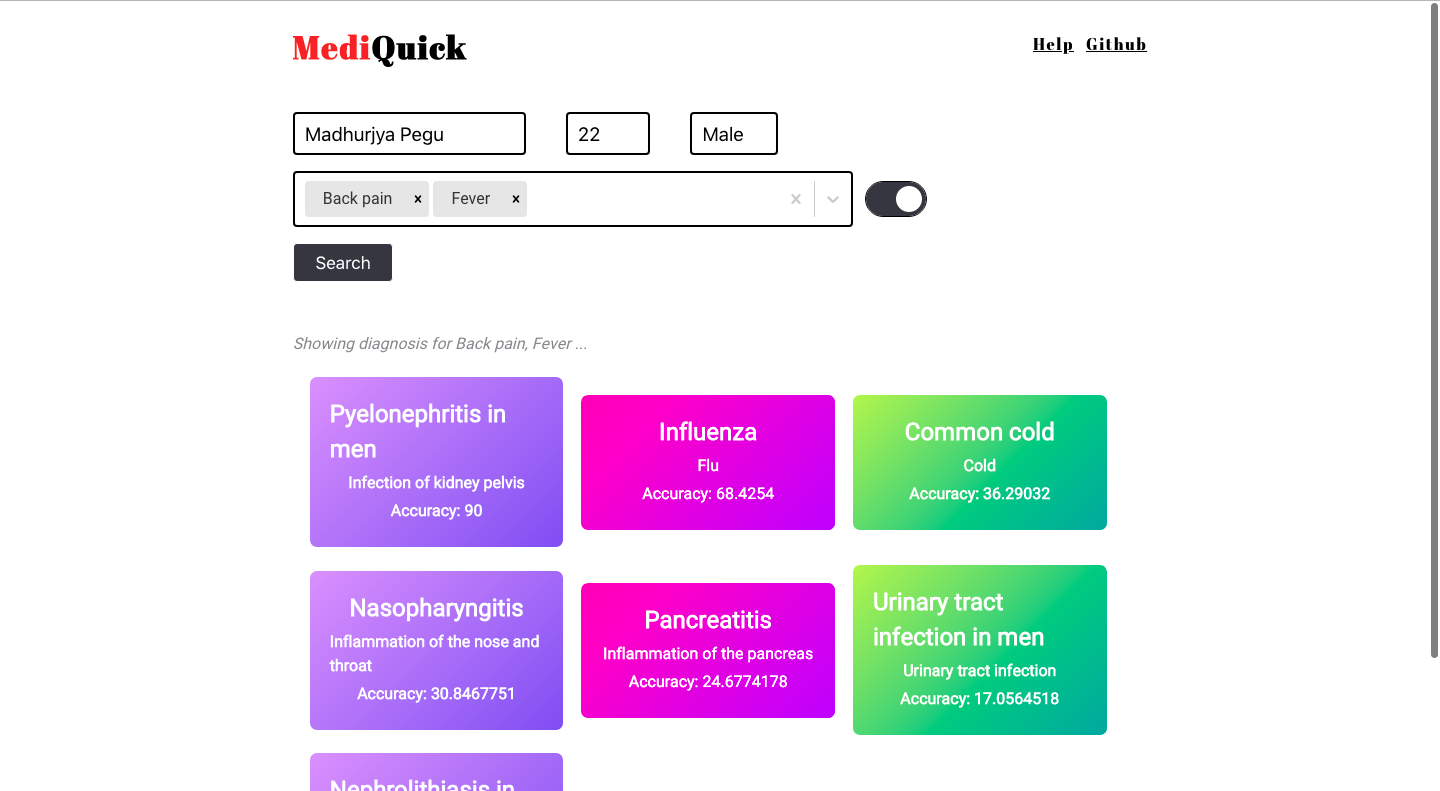 MediQuick
Help Github
Madhurjya Pegu
22
Male
Back pain × Fever ×
Search
Showing diagnosis for Back pain, Fever ...
Pyelonephritis in
men
Infection of kidney pelvis
Accuracy: 90
Influenza
Flu
Accuracy: 68.4254
Common cold
Cold
Accuracy: 36.29032
Nasopharyngitis
Inflammation of the nose and
throat
Accuracy: 30.8467751
Pancreatitis
Inflammation of the pancreas
Accuracy: 24.6774178
Urinary tract
infection in men
Urinary tract infection
Accuracy: 17.0564518
Nephrolithiasis in